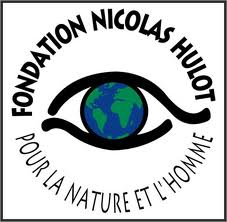 FONDATION NICOLAS HULOT
POUR LA NATURE ET L'HOMME